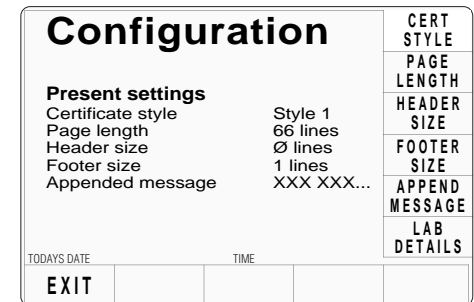 Configuration
Present settings
Certificate style Style 1
Page length 66 lines
Header size Ø lines
Footer size 1 lines
Appended message XXX XXX...
TODAYS DATE TIME
EXIT
CERT
STYLE
PAGE
LENGTH
HEADER
SIZE
FOOTER
SIZE
APPEND
MESSAGE
LAB
DETAILS